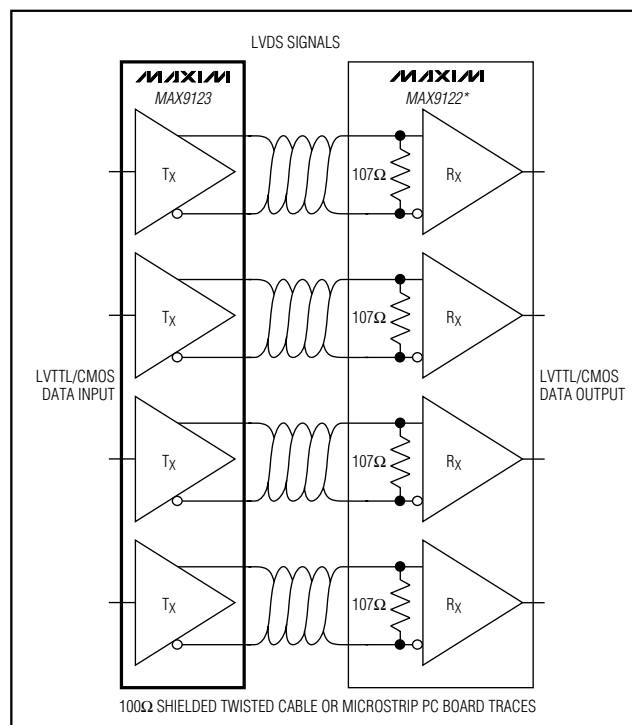 LVDS SIGNALS
MAXIM MAXIM
MAX9123 MAX9122*
TX 107Ω RX
TX 107Ω RX
LVTTL/CMOS
DATA INPUT
LVTTL/CMOS
DATA OUTPUT
TX 107Ω RX
TX 107Ω RX
100Ω SHIELDED TWISTED CABLE OR MICROSTRIP PC BOARD TRACES